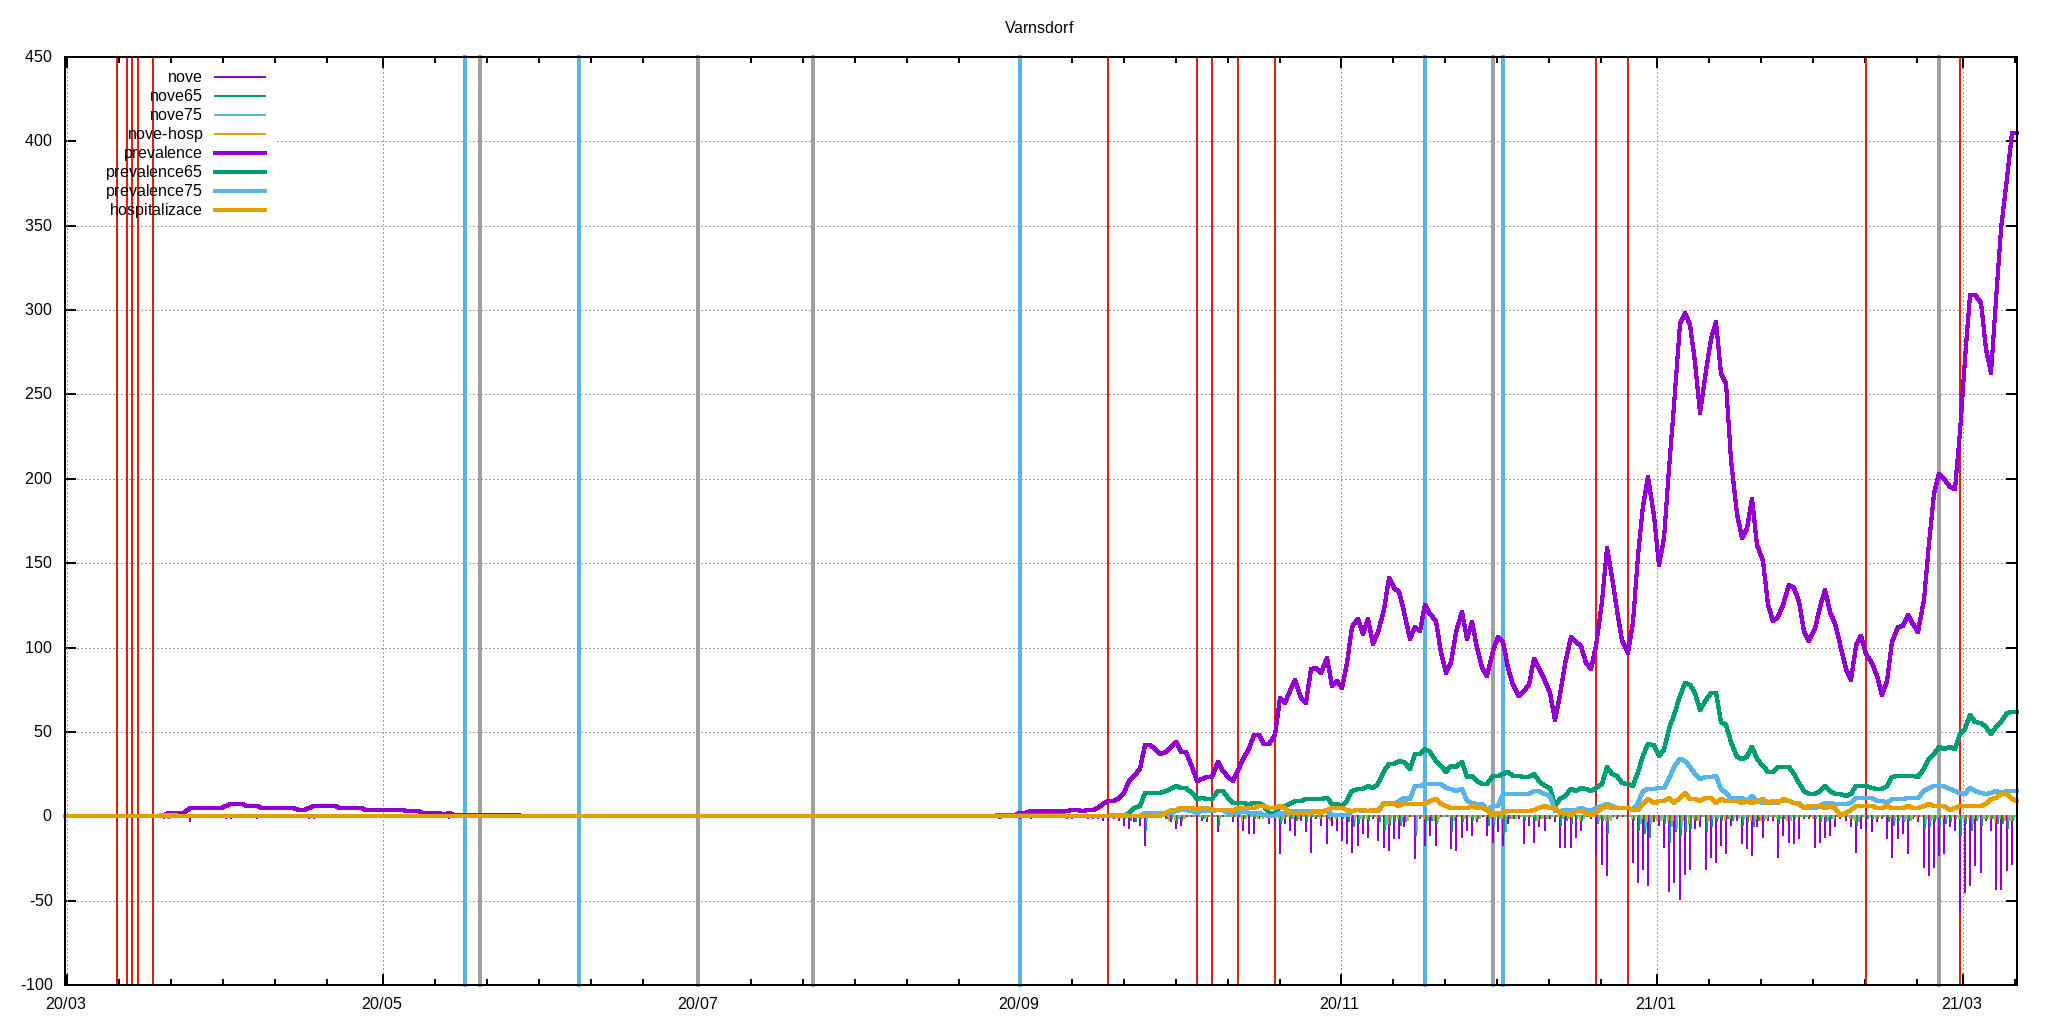 Varnsdorf
450
400
350
300
250
200
150
100
50
0
-50
-100
nove
nove65
nove75
nove-hosp
prevalence
prevalence65
prevalence75
hospitalizace
20/03
20/05
20/07
20/09
20/11
21/01
21/03